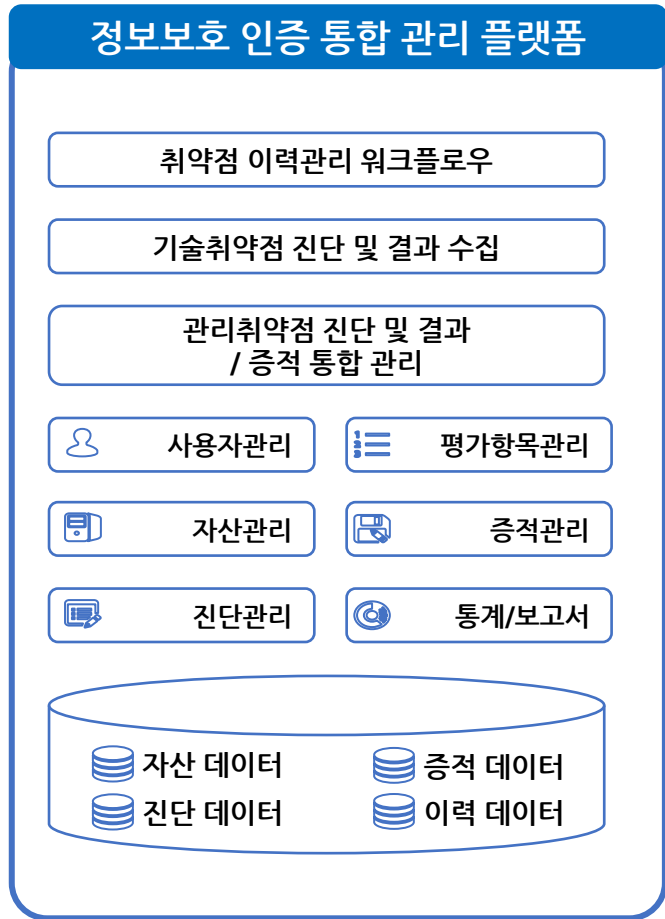 정보보호 인증 통합 관리 플랫폼
취약점 이력관리 워크플로우
기술취약점 진단 및 결과 수집
관리취약점 진단 및 결과
/ 증적 통합 관리
사용자관리
1
2
3
평가항목관리
자산관리
증적관리
진단관리
통계/보고서
자산 데이터
증적 데이터
진단 데이터
이력 데이터